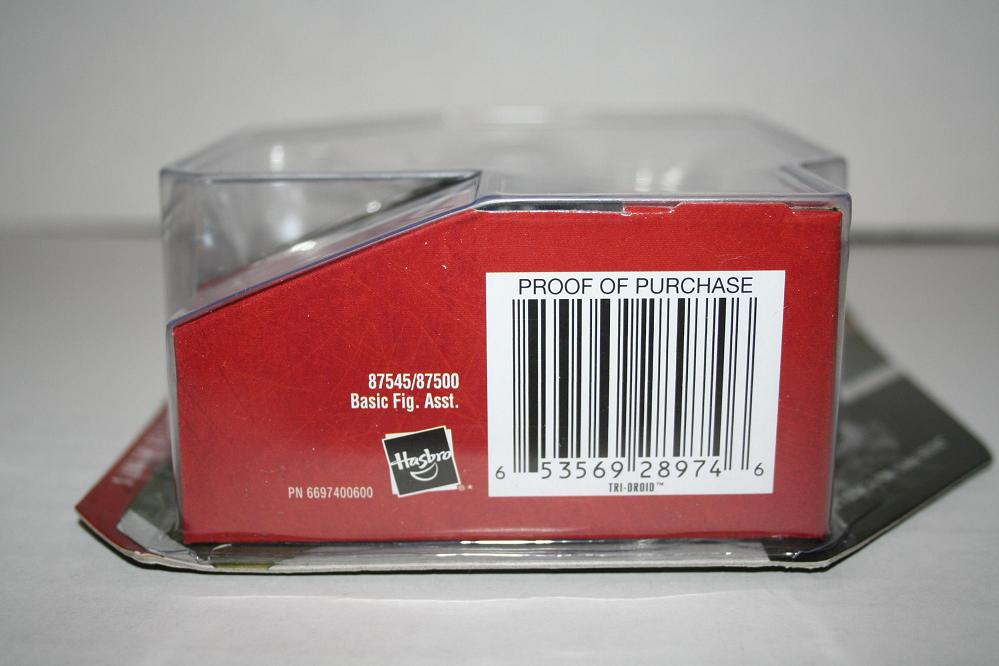 PROOF OF PURCHASE
87545/87500
Basic Fig. Asst.
Hasbro
PN 6697400600
6 53569 28974 6
TRI-DROID™